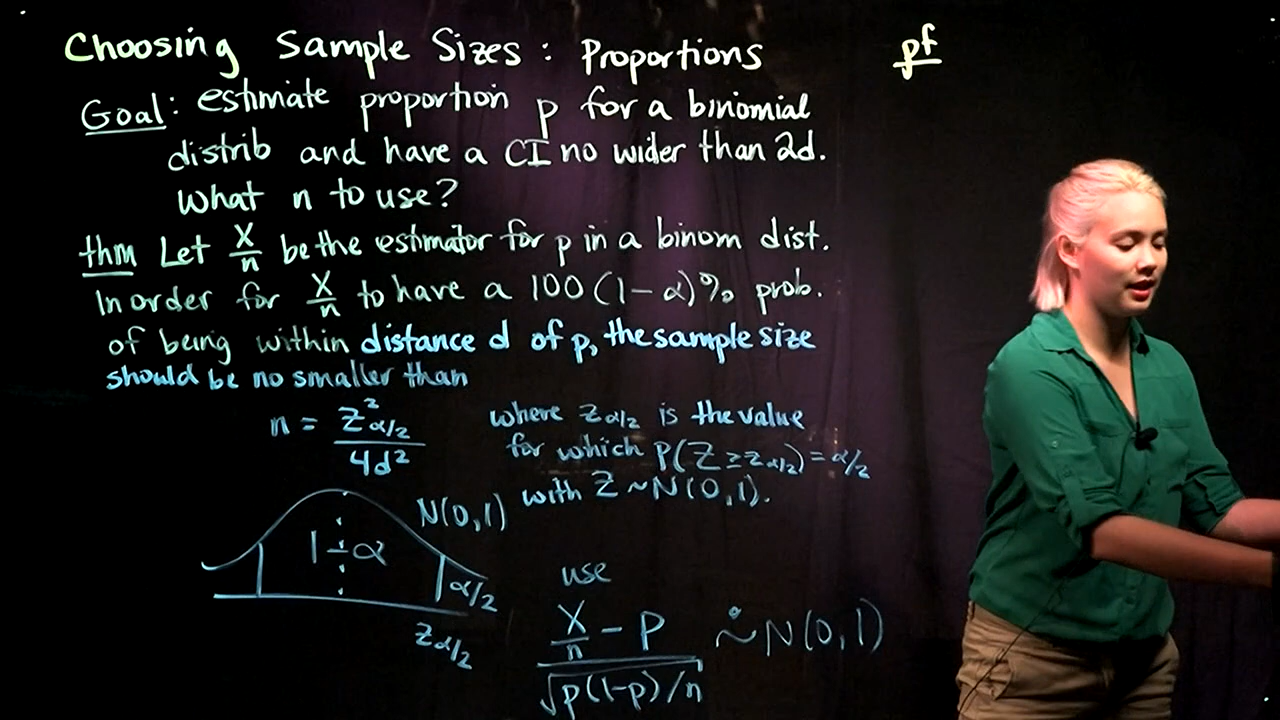 Choosing Sample Sizes: Proportions
pf
Goal: estimate proportion p for a binomial
distrib and have a CI no wider than 2d.
What n to use?
thm Let X/n be the estimator for p in a binom dist.
In order for X/n to have a 100(1-α)% prob.
of being within distance d of p, the sample size
should be no smaller than
n = z²α/2 / 4d²
where zα/2 is the value
for which P(Z≥zα/2)=α/2
with Z~N(0,1).
N(0,1)
1-α
α/2
zα/2
use
X/n - p / √p(1-p)/n ~̇ N(0,1)